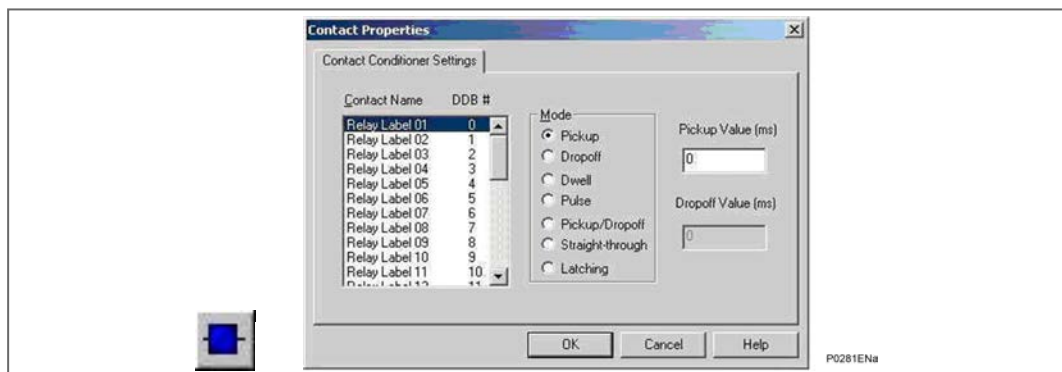 Contact Properties
Contact Conditioner Settings
Contact Name DDB #
Relay Label 01 0
Relay Label 02 1
Relay Label 03 2
Relay Label 04 3
Relay Label 05 4
Relay Label 06 5
Relay Label 07 6
Relay Label 08 7
Relay Label 09 8
Relay Label 10 9
Relay Label 11 10
Mode
Pickup
Dropoff
Dwell
Pulse
Pickup/Dropoff
Straight-through
Latching
Pickup Value (ms)
0
Dropoff Value (ms)
0
OK Cancel Help
P0281ENa